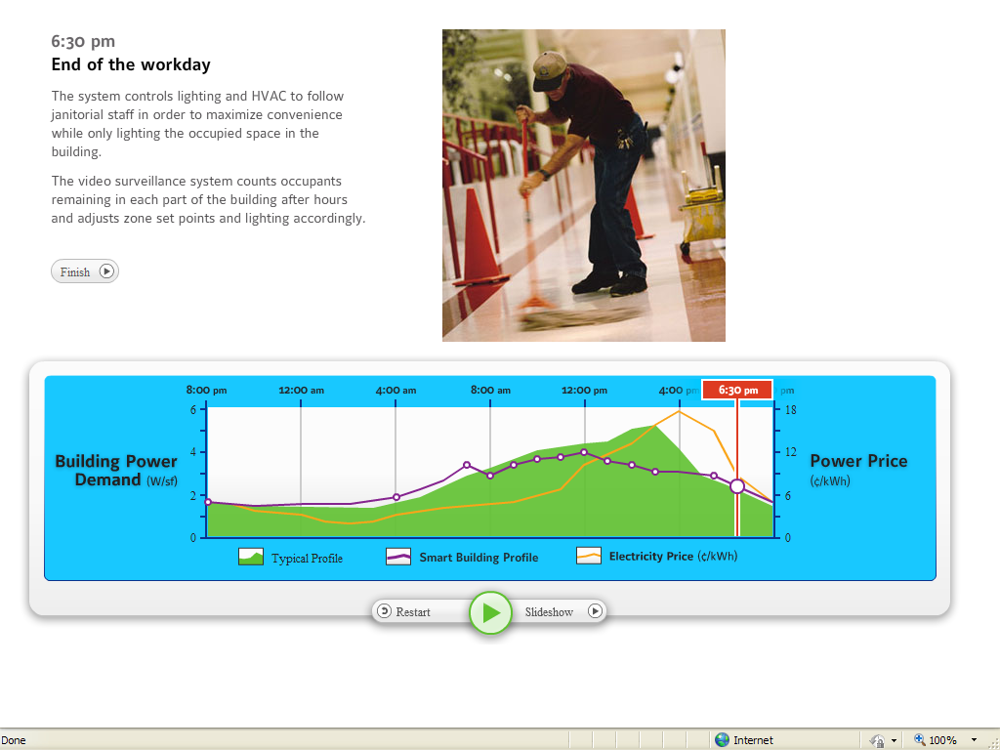 6:30 pm
End of the workday
The system controls lighting and HVAC to follow
janitorial staff in order to maximize convenience
while only lighting the occupied space in the
building.
The video surveillance system counts occupants
remaining in each part of the building after hours
and adjusts zone set points and lighting accordingly.
Finish
8:00 pm 12:00 am 4:00 am 8:00 am 12:00 pm 4:00 pm 6:30 pm pm
6 18
4 12
2 6
0 0
Building Power
Demand (W/sf)
Power Price
(¢/kWh)
Typical Profile Smart Building Profile Electricity Price (¢/kWh)
Restart Slideshow
Done Internet 100%